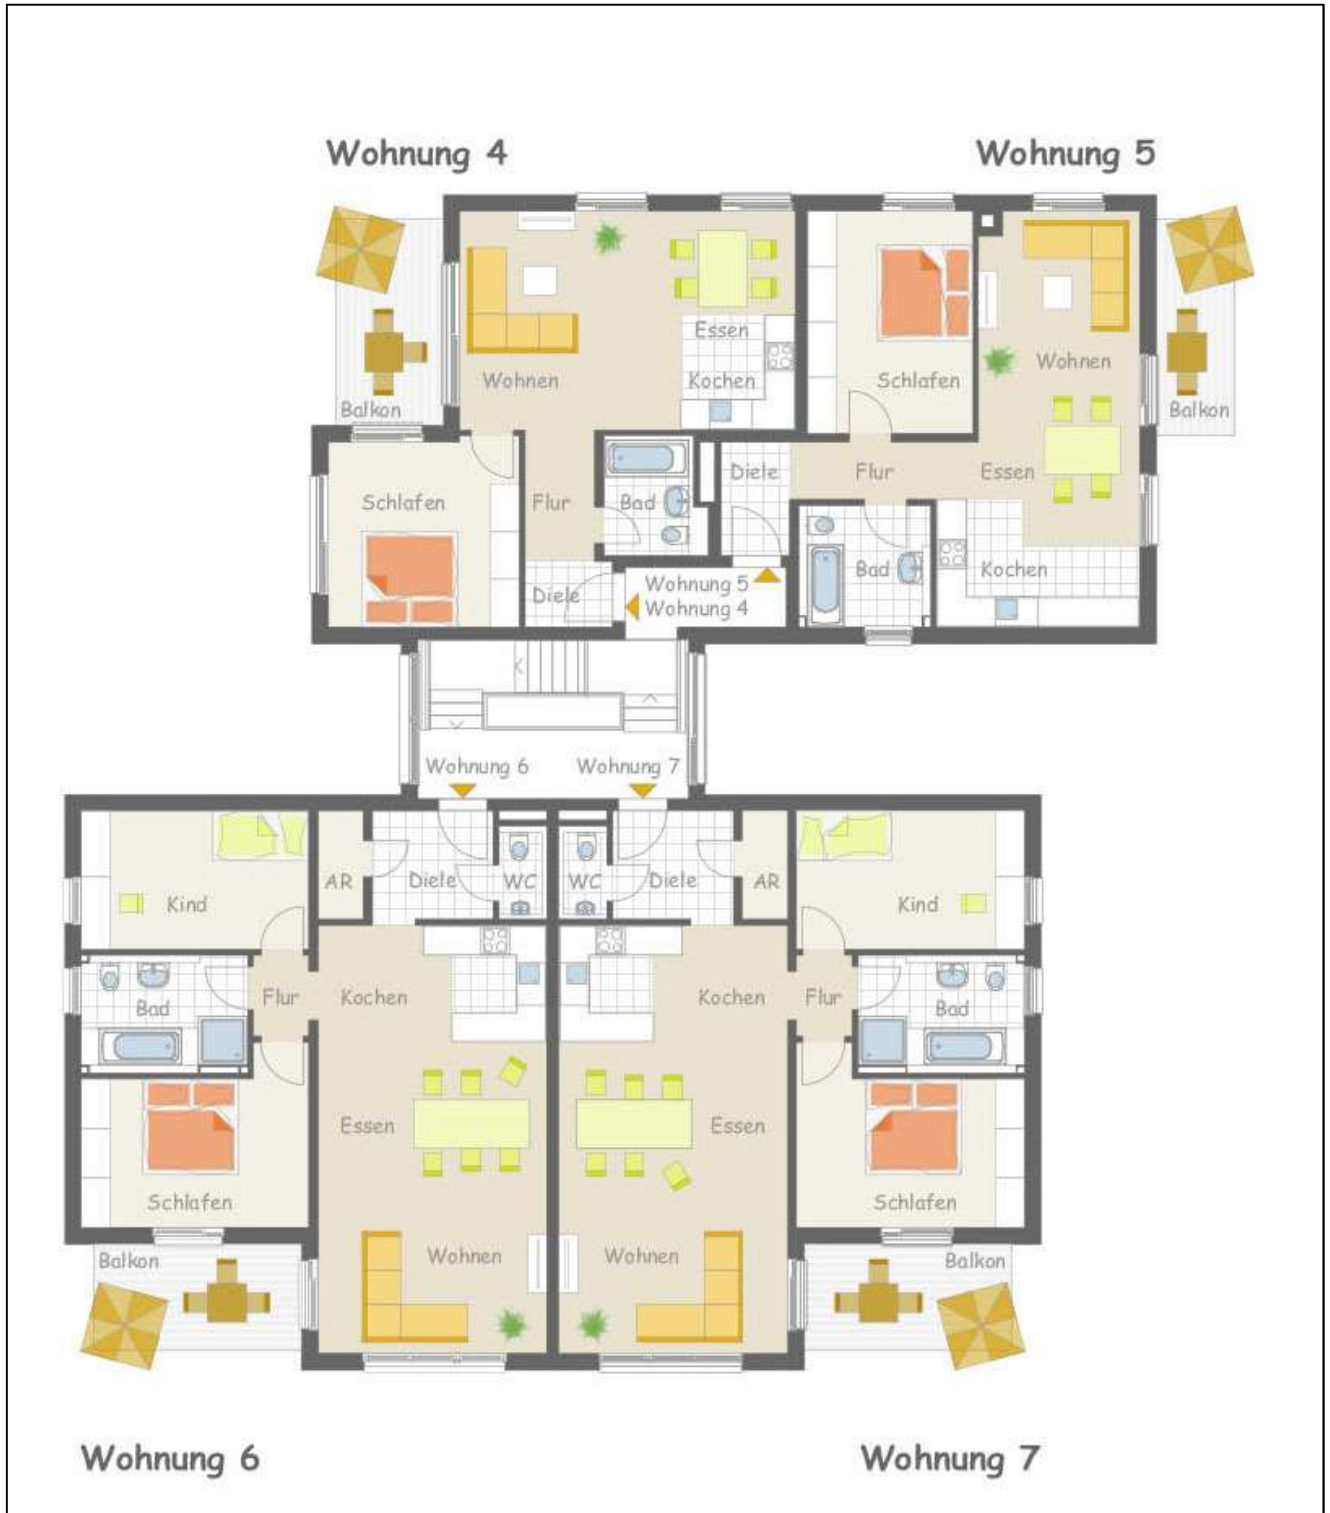 Wohnung 4
Wohnung 5
Essen
Wohnen
Kochen
Balkon
Schlafen
Wohnen
Balkon
Schlafen
Flur
Bad
Diele
Flur
Essen
Diele
Wohnung 5
Wohnung 4
Bad
Kochen
Wohnung 6
Wohnung 7
Kind
AR
Diele
WC
WC
Diele
AR
Kind
Bad
Flur
Kochen
Kochen
Flur
Bad
Essen
Essen
Schlafen
Schlafen
Balkon
Wohnen
Wohnen
Balkon
Wohnung 6
Wohnung 7